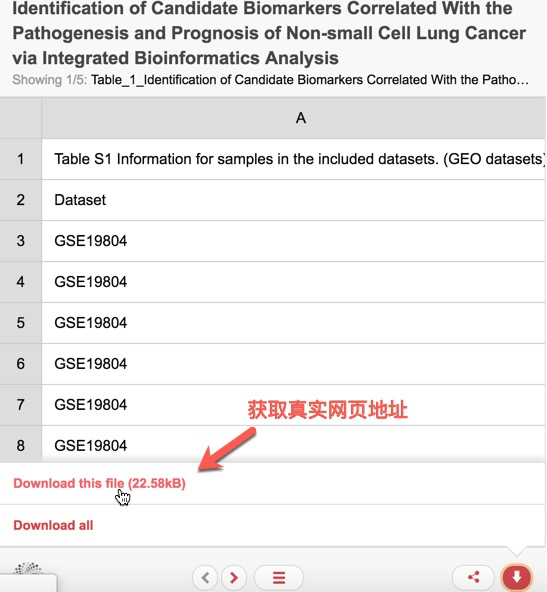 Identification of Candidate Biomarkers Correlated With the
Pathogenesis and Prognosis of Non-small Cell Lung Cancer
via Integrated Bioinformatics Analysis
Showing 1/5: Table_1_Identification of Candidate Biomarkers Correlated With the Patho…
A
1 Table S1 Information for samples in the included datasets. (GEO datasets)
2 Dataset
3 GSE19804
4 GSE19804
5 GSE19804
6 GSE19804
7 GSE19804
获取真实网页地址
8 GSE19804
Download this file (22.58kB)
Download all